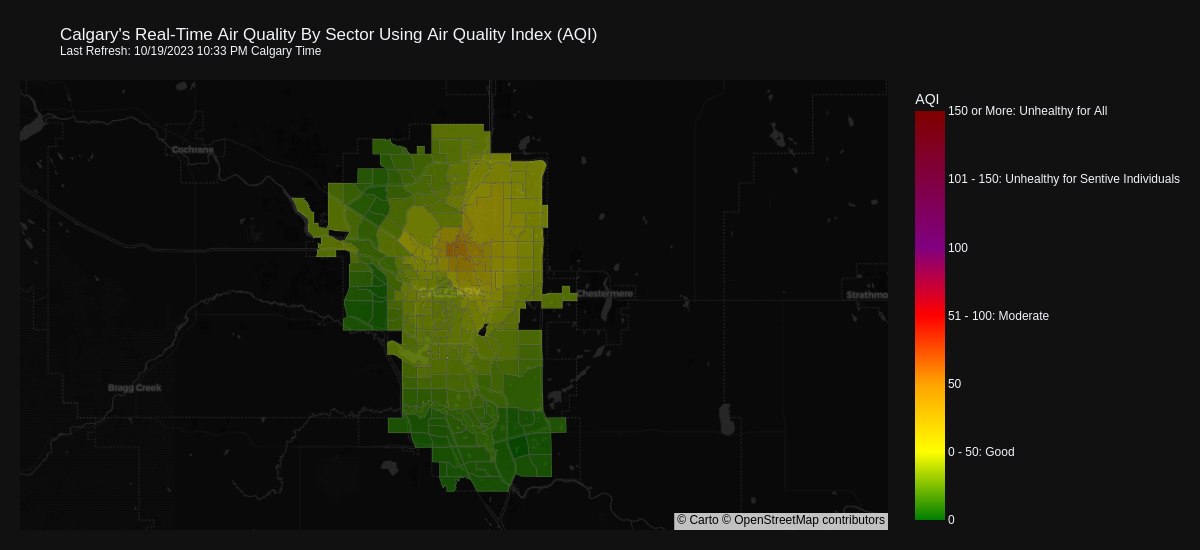 Calgary's Real-Time Air Quality By Sector Using Air Quality Index (AQI)
Last Refresh: 10/19/2023 10:33 PM Calgary Time
AQI
150 or More: Unhealthy for All
Cochrane
101 - 150: Unhealthy for Sentive Individuals
100
Chestermere
Strathmo
51 - 100: Moderate
Bragg Creek
50
0 - 50: Good
0
© Carto © OpenStreetMap contributors